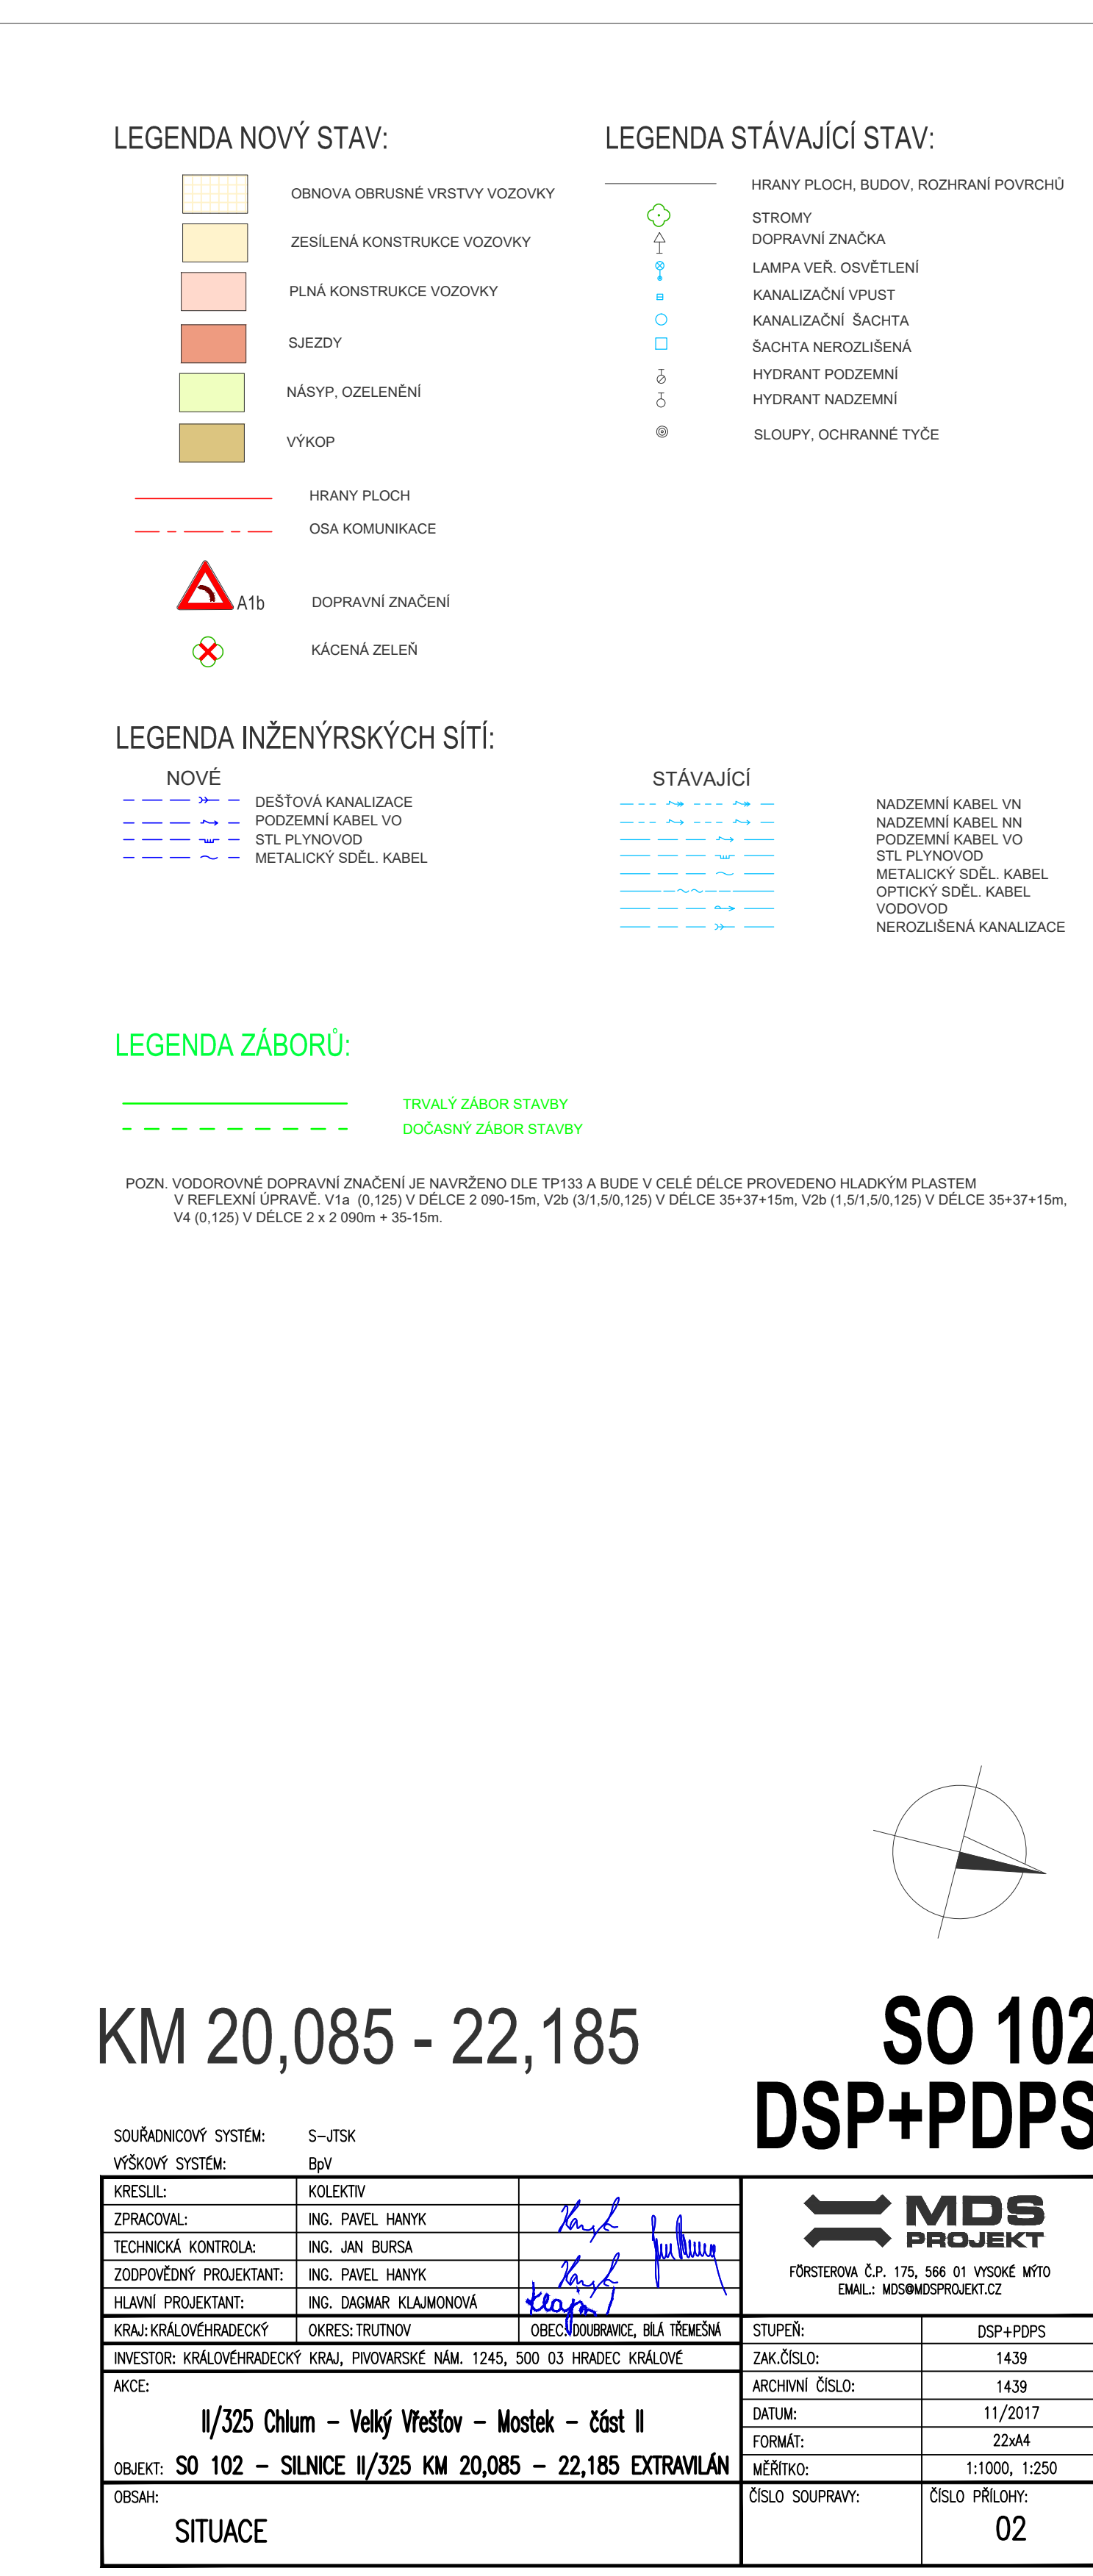 LEGENDA NOVÝ STAV:
OBNOVA OBRUSNÉ VRSTVY VOZOVKY
ZESÍLENÁ KONSTRUKCE VOZOVKY
PLNÁ KONSTRUKCE VOZOVKY
SJEZDY
NÁSYP, OZELENĚNÍ
VÝKOP
HRANY PLOCH
OSA KOMUNIKACE
A1b DOPRAVNÍ ZNAČENÍ
KÁCENÁ ZELEŇ
LEGENDA STÁVAJÍCÍ STAV:
HRANY PLOCH, BUDOV, ROZHRANÍ POVRCHŮ
STROMY
DOPRAVNÍ ZNAČKA
LAMPA VEŘ. OSVĚTLENÍ
KANALIZAČNÍ VPUST
KANALIZAČNÍ ŠACHTA
ŠACHTA NEROZLIŠENÁ
HYDRANT PODZEMNÍ
HYDRANT NADZEMNÍ
SLOUPY, OCHRANNÉ TYČE
LEGENDA INŽENÝRSKÝCH SÍTÍ:
NOVÉ
DEŠŤOVÁ KANALIZACE
PODZEMNÍ KABEL VO
STL PLYNOVOD
METALICKÝ SDĚL. KABEL
STÁVAJÍCÍ
NADZEMNÍ KABEL VN
NADZEMNÍ KABEL NN
PODZEMNÍ KABEL VO
STL PLYNOVOD
METALICKÝ SDĚL. KABEL
OPTICKÝ SDĚL. KABEL
VODOVOD
NEROZLIŠENÁ KANALIZACE
LEGENDA ZÁBORŮ:
TRVALÝ ZÁBOR STAVBY
DOČASNÝ ZÁBOR STAVBY
POZN. VODOROVNÉ DOPRAVNÍ ZNAČENÍ JE NAVRŽENO DLE TP133 A BUDE V CELÉ DÉLCE PROVEDENO HLADKÝM PLASTEM
V REFLEXNÍ ÚPRAVĚ. V1a (0,125) V DÉLCE 2 090-15m, V2b (3/1,5/0,125) V DÉLCE 35+37+15m, V2b (1,5/1,5/0,125) V DÉLCE 35+37+15m,
V4 (0,125) V DÉLCE 2 x 2 090m + 35-15m.
KM 20,085 - 22,185
SO 102
DSP+PDPS
SOUŘADNICOVÝ SYSTÉM: S-JTSK
VÝŠKOVÝ SYSTÉM: BpV
KRESLIL: KOLEKTIV
ZPRACOVAL: ING. PAVEL HANYK
TECHNICKÁ KONTROLA: ING. JAN BURSA
ZODPOVĚDNÝ PROJEKTANT: ING. PAVEL HANYK
HLAVNÍ PROJEKTANT: ING. DAGMAR KLAJMONOVÁ
KRAJ: KRÁLOVÉHRADECKÝ OKRES: TRUTNOV OBEC: DOUBRAVICE, BÍLÁ TŘEMEŠNÁ
INVESTOR: KRÁLOVÉHRADECKÝ KRAJ, PIVOVARSKÉ NÁM. 1245, 500 03 HRADEC KRÁLOVÉ
AKCE:
II/325 Chlum – Velký Vřešťov – Mostek – část II
OBJEKT: SO 102 – SILNICE II/325 KM 20,085 – 22,185 EXTRAVILÁN
OBSAH:
SITUACE
MDS
PROJEKT
FÖRSTEROVA Č.P. 175, 566 01 VYSOKÉ MÝTO
EMAIL.: MDS@MDSPROJEKT.CZ
STUPEŇ: DSP+PDPS
ZAK.ČÍSLO: 1439
ARCHIVNÍ ČÍSLO: 1439
DATUM: 11/2017
FORMÁT: 22xA4
MĚŘÍTKO: 1:1000, 1:250
ČÍSLO SOUPRAVY: ČÍSLO PŘÍLOHY:
02